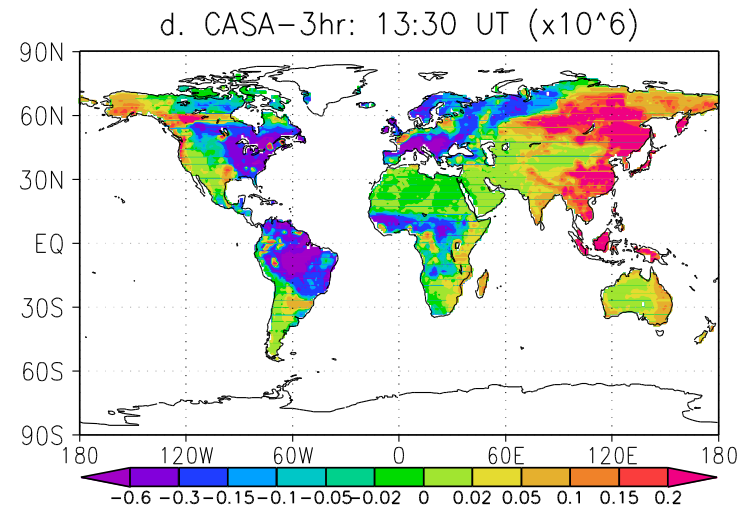 d. CASA-3hr: 13:30 UT (x10^6)
90N
60N
30N
EQ
30S
60S
90S
180 120W 60W 0 60E 120E 180
-0.6 -0.3 -0.15 -0.1 -0.05 -0.02 0 0.02 0.05 0.1 0.15 0.2